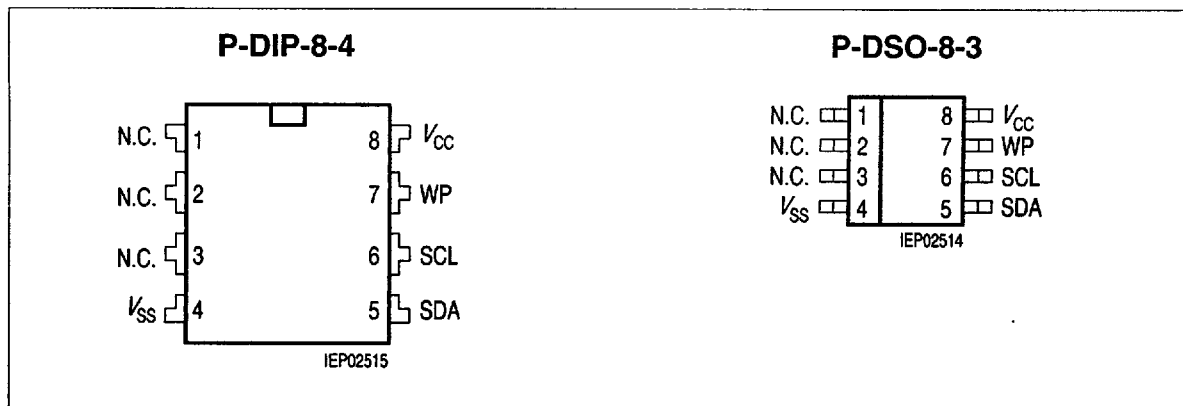 P-DIP-8-4
N.C. 1 8 VCC
N.C. 2 7 WP
N.C. 3 6 SCL
VSS 4 5 SDA
IEP02515
P-DSO-8-3
N.C. 1 8 VCC
N.C. 2 7 WP
N.C. 3 6 SCL
VSS 4 5 SDA
IEP02514